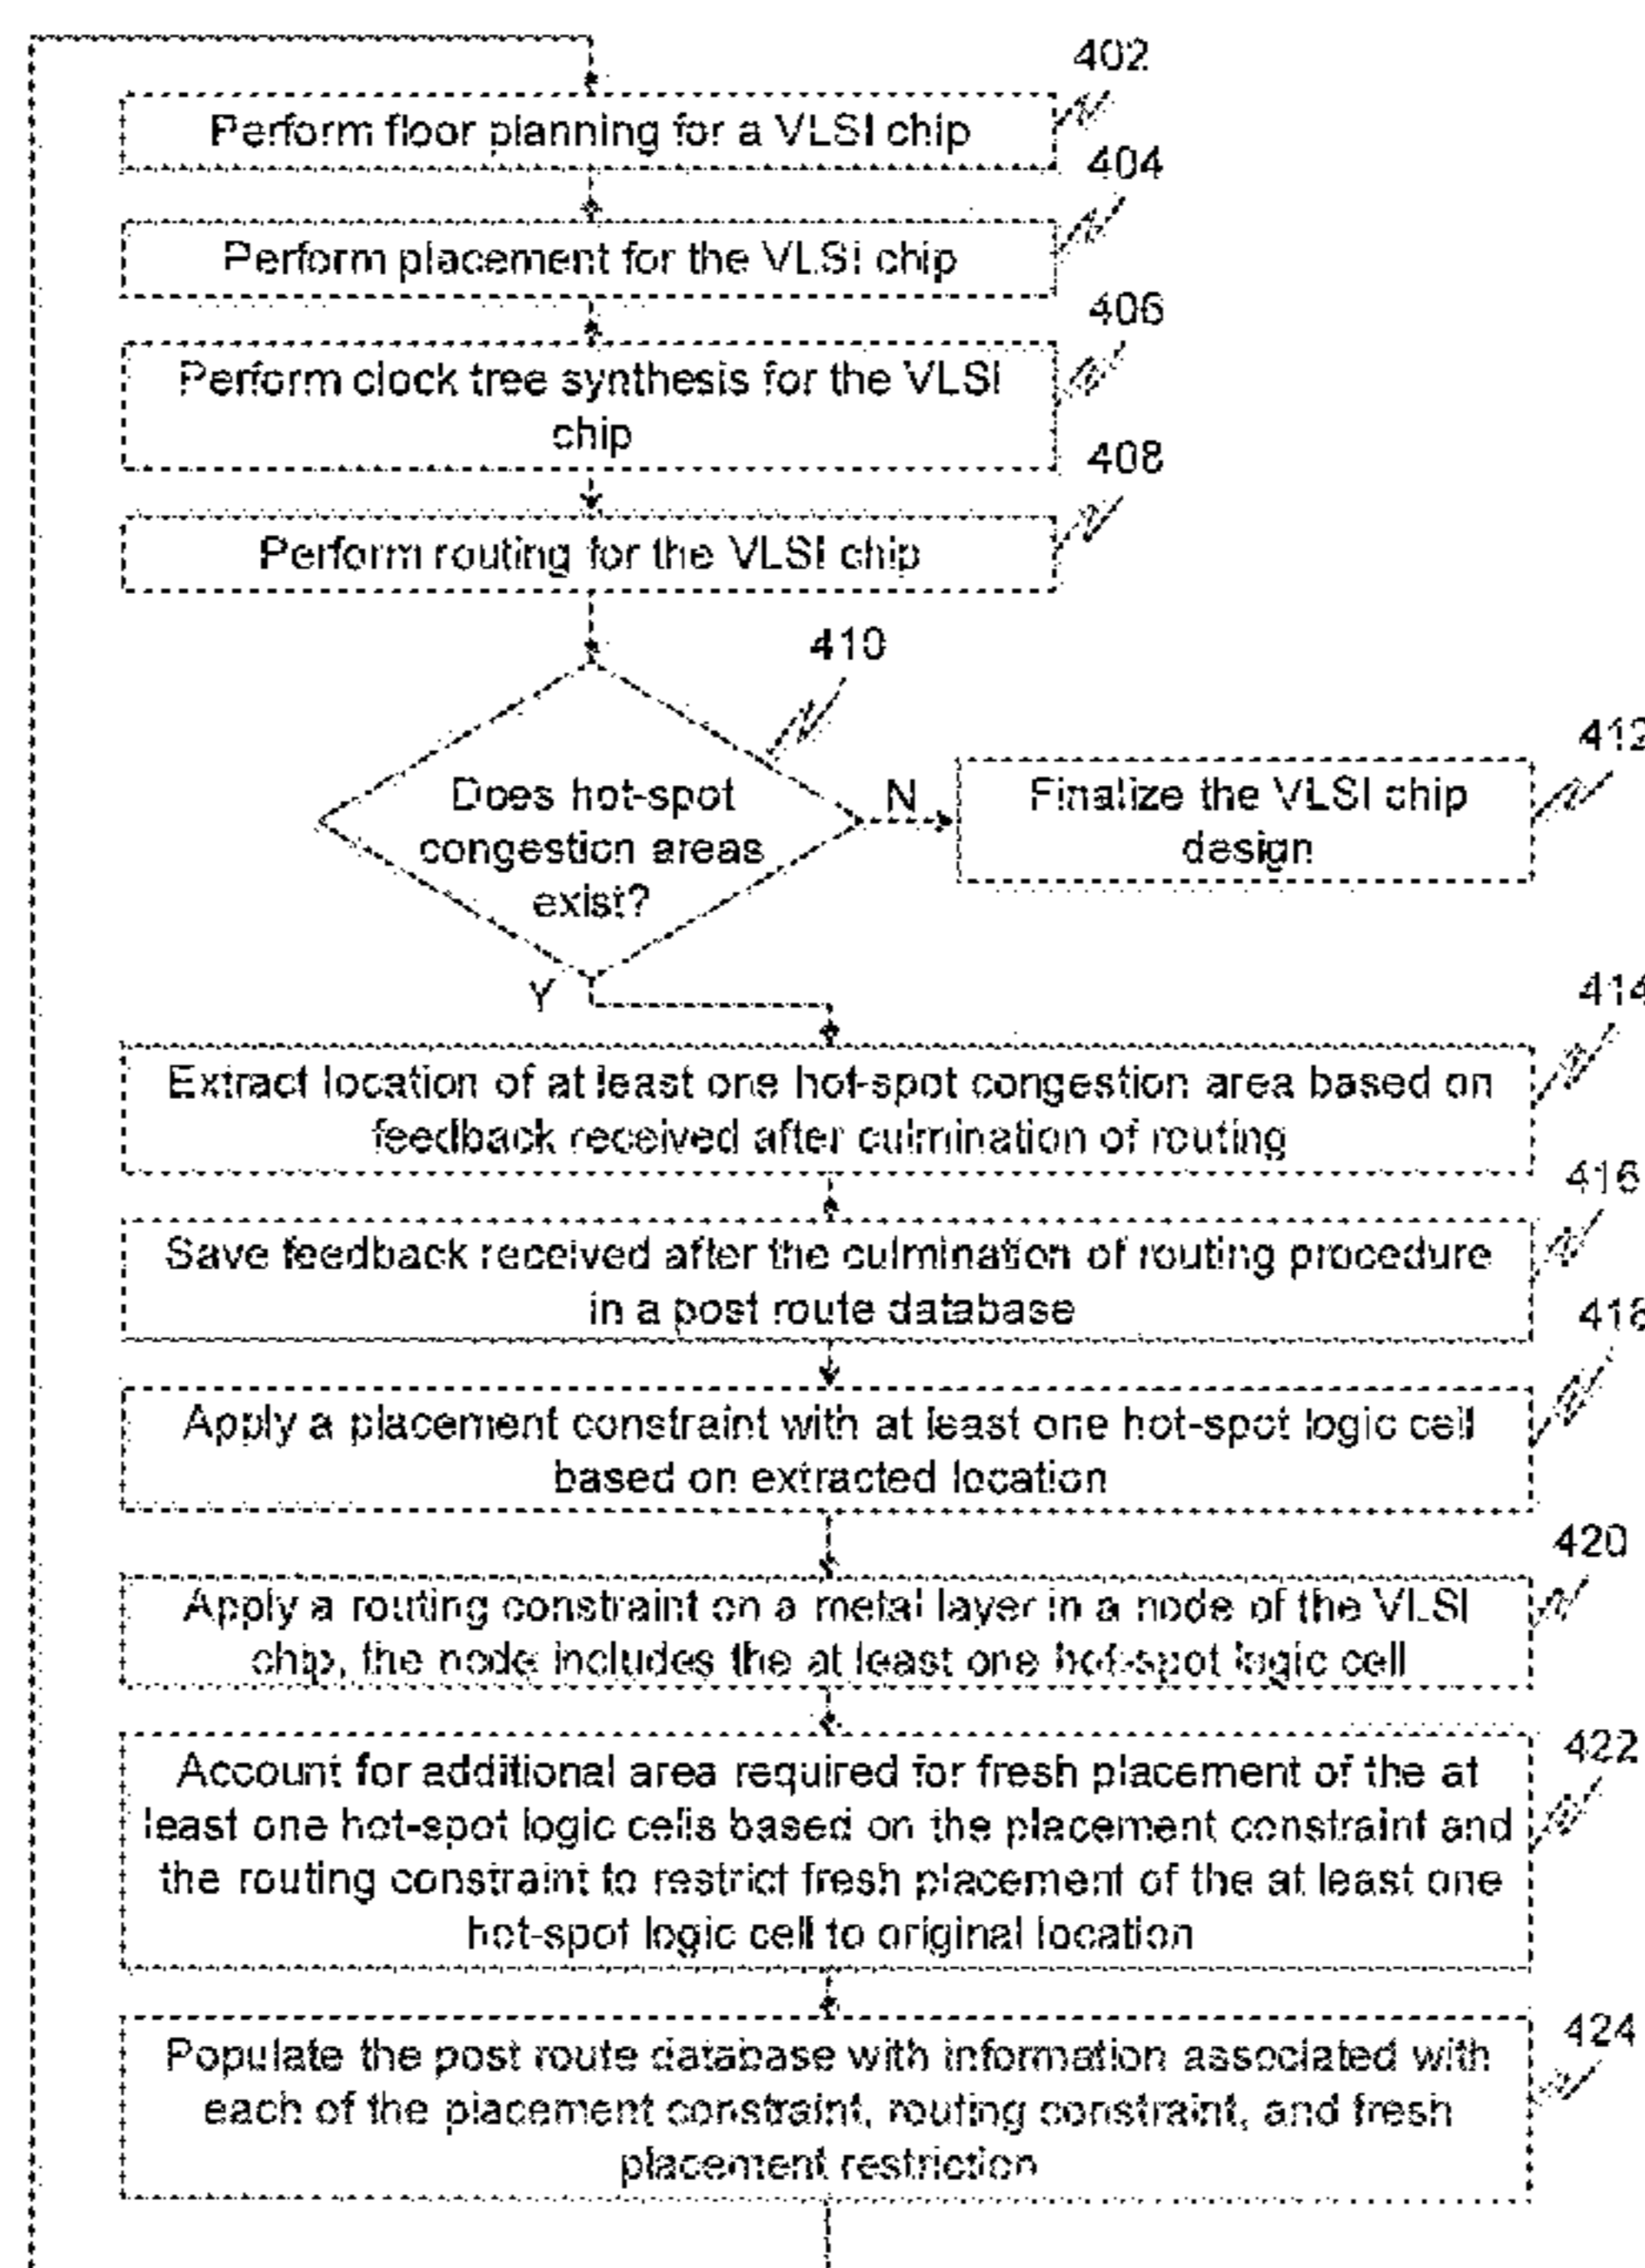 402
Perform floor planning for a VLSI chip
404
Perform placement for the VLSI chip
406
Perform clock tree synthesis for the VLSI
chip
408
Perform routing for the VLSI chip
410
Does hot-spot
congestion areas
exist?
N
412
Finalize the VLSI chip
design
Y
414
Extract location of at least one hot-spot congestion area based on
feedback received after culmination of routing
416
Save feedback received after the culmination of routing procedure
in a post route database
418
Apply a placement constraint with at least one hot-spot logic cell
based on extracted location
420
Apply a routing constraint on a metal layer in a node of the VLSI
chip, the node includes the at least one hot-spot logic cell
422
Account for additional area required for fresh placement of the at
least one hot-spot logic cells based on the placement constraint and
the routing constraint to restrict fresh placement of the at least one
hot-spot logic cell to original location
424
Populate the post route database with information associated with
each of the placement constraint, routing constraint, and fresh
placement restriction